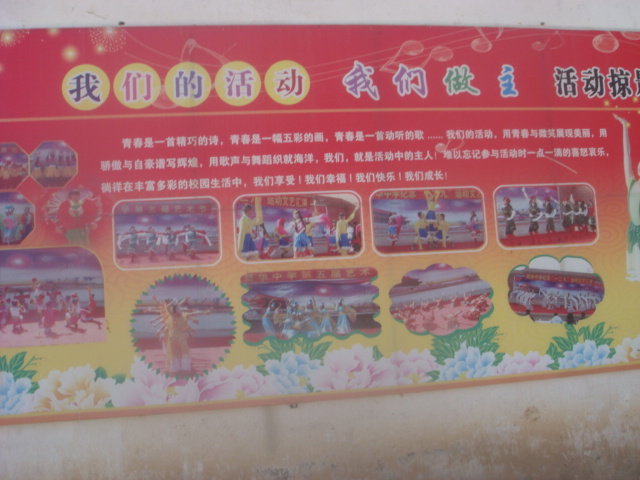 我们的活动 我们做主 活动掠影
青春是一首精巧的诗，青春是一幅五彩的画，青春是一首动听的歌……我们的活动，用青春与微笑展现美丽，用
骄傲与自豪谱写辉煌，用歌声与舞蹈织就海洋，我们，就是活动中的主人！难以忘记参与活动时一点一滴的喜怒哀乐，
徜徉在丰富多彩的校园生活中，我们享受！我们幸福！我们快乐！我们成长！